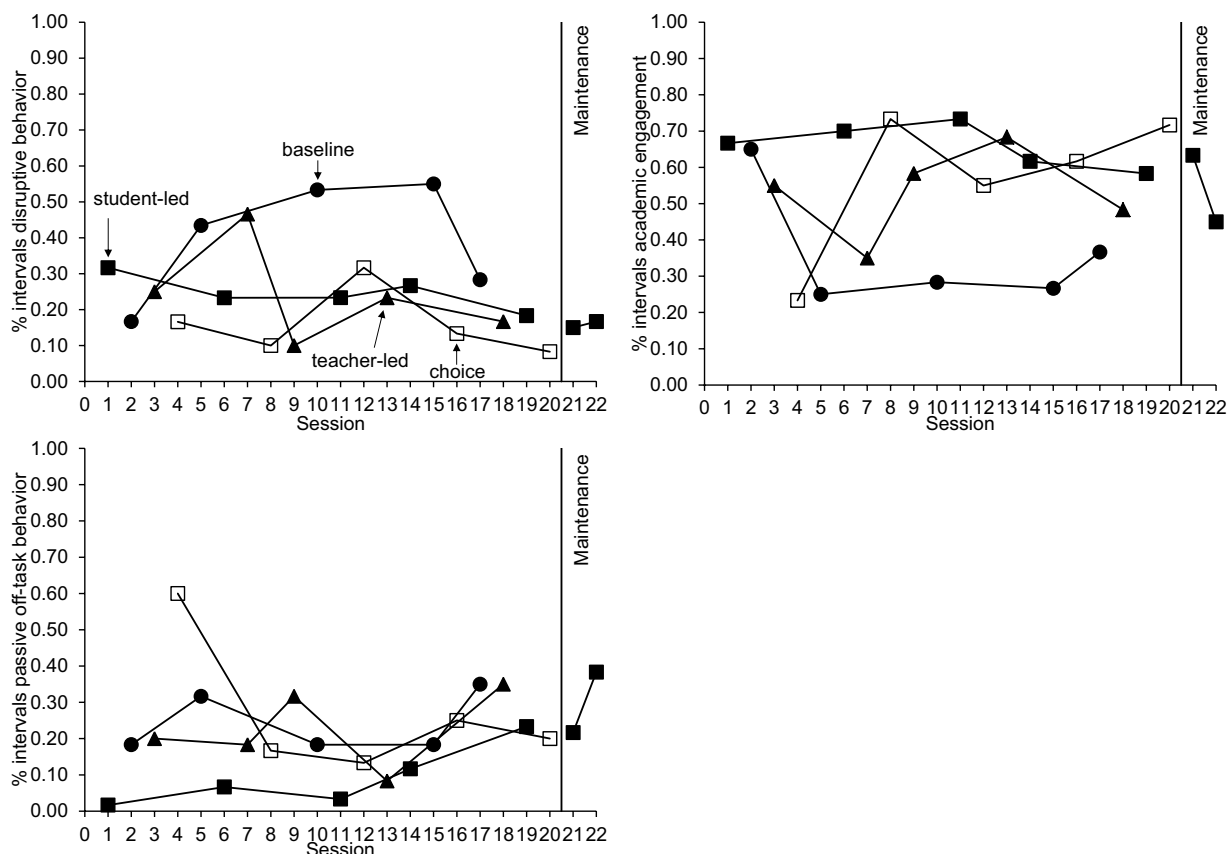 % intervals disruptive behavior
1.00
0.90
0.80
0.70
0.60
0.50
0.40
0.30
0.20
0.10
0.00
baseline
student-led
teacher-led
choice
Maintenance
0 1 2 3 4 5 6 7 8 9 10 11 12 13 14 15 16 17 18 19 20 21 22
Session
% intervals academic engagement
1.00
0.90
0.80
0.70
0.60
0.50
0.40
0.30
0.20
0.10
0.00
Maintenance
0 1 2 3 4 5 6 7 8 9 10 11 12 13 14 15 16 17 18 19 20 21 22
Session
% intervals passive off-task behavior
1.00
0.90
0.80
0.70
0.60
0.50
0.40
0.30
0.20
0.10
0.00
Maintenance
0 1 2 3 4 5 6 7 8 9 10 11 12 13 14 15 16 17 18 19 20 21 22
Session